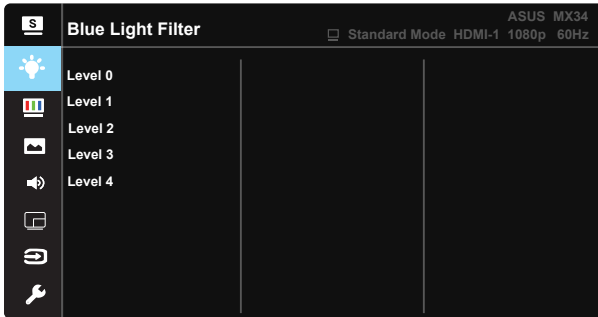 S
Blue Light Filter
ASUS MX34
Standard Mode HDMI-1 1080p 60Hz
Level 0
Level 1
Level 2
Level 3
Level 4